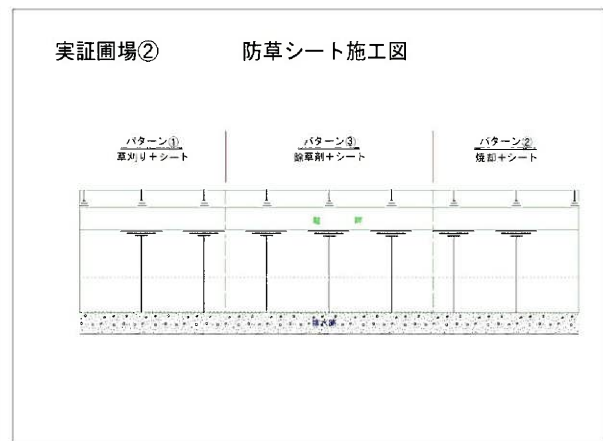 実証圃場② 防草シート施工図
パターン① パターン③ パターン②
草刈り+シート 除草剤+シート 焼却+シート